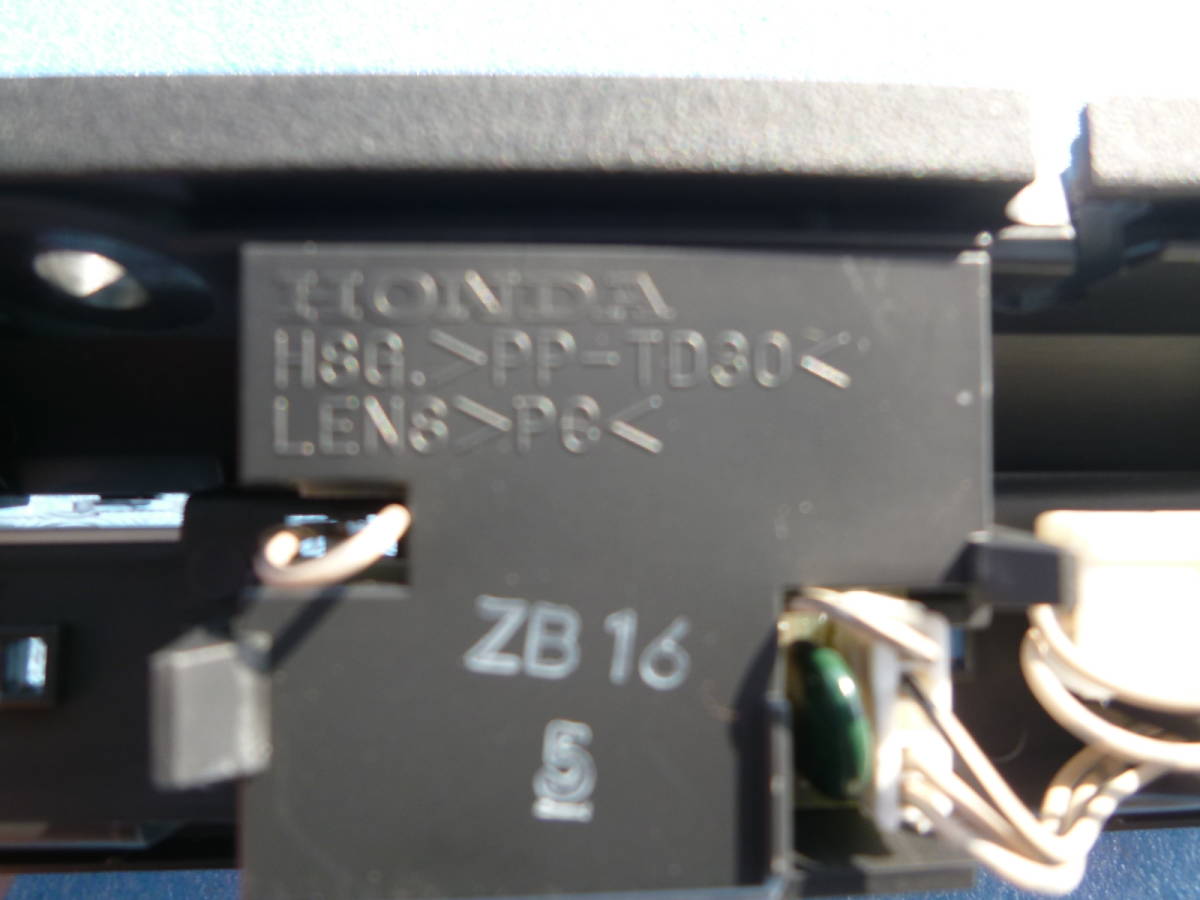 HONDA
HSG.>PP-TD30<
LENS>PC<
ZB 16
5